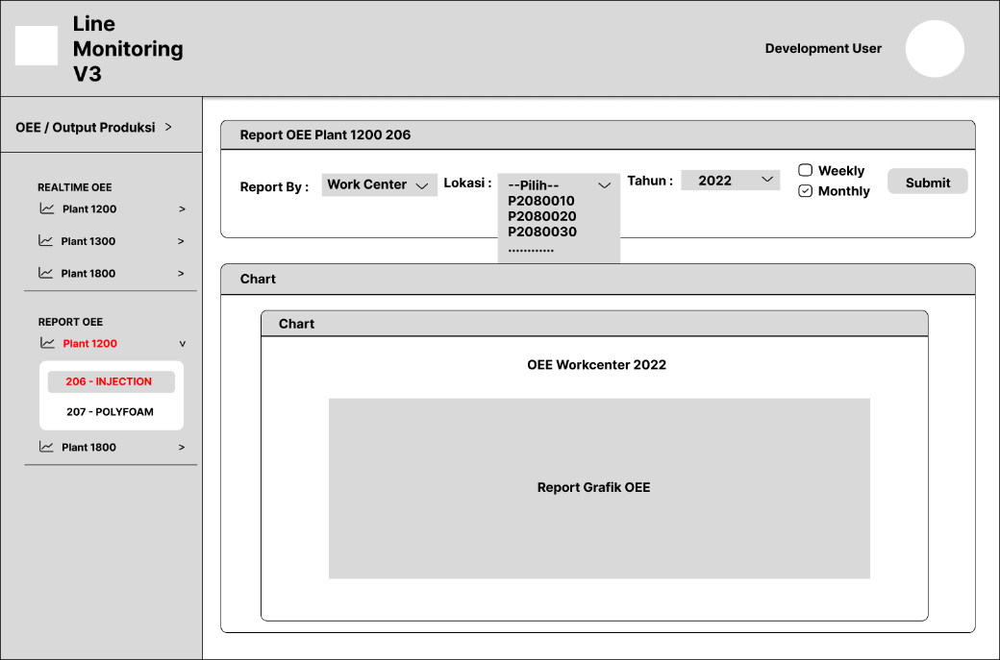 Line
Monitoring
V3
Development User
OEE / Output Produksi >
REALTIME OEE
Plant 1200 >
Plant 1300 >
Plant 1800 >
REPORT OEE
Plant 1200 v
206 - INJECTION
207 - POLYFOAM
Plant 1800 >
Report OEE Plant 1200 206
Report By :
Work Center
Lokasi :
--Pilih--
P2080010
P2080020
P2080030
............
Tahun :
2022
Weekly
Monthly
Submit
Chart
Chart
OEE Workcenter 2022
Report Grafik OEE